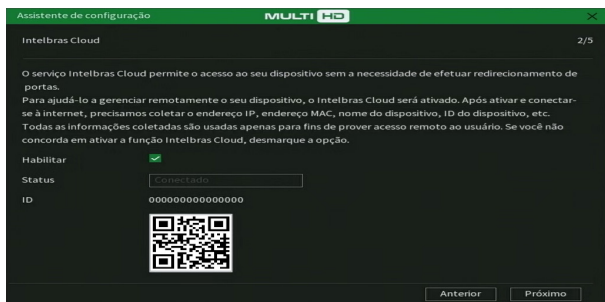 Assistente de configuração
MULTI HD
Intelbras Cloud
2/5
O serviço Intelbras Cloud permite o acesso ao seu dispositivo sem a necessidade de efetuar redirecionamento de
portas.
Para ajudá-lo a gerenciar remotamente o seu dispositivo, o Intelbras Cloud será ativado. Após ativar e conectar-
se à internet, precisamos coletar o endereço IP, endereço MAC, nome do dispositivo, ID do dispositivo, etc.
Todas as informações coletadas são usadas apenas para fins de prover acesso remoto ao usuário. Se você não
concorda em ativar a função Intelbras Cloud, desmarque a opção.
Habilitar
Status Conectado
ID 000000000000000
Anterior Próximo